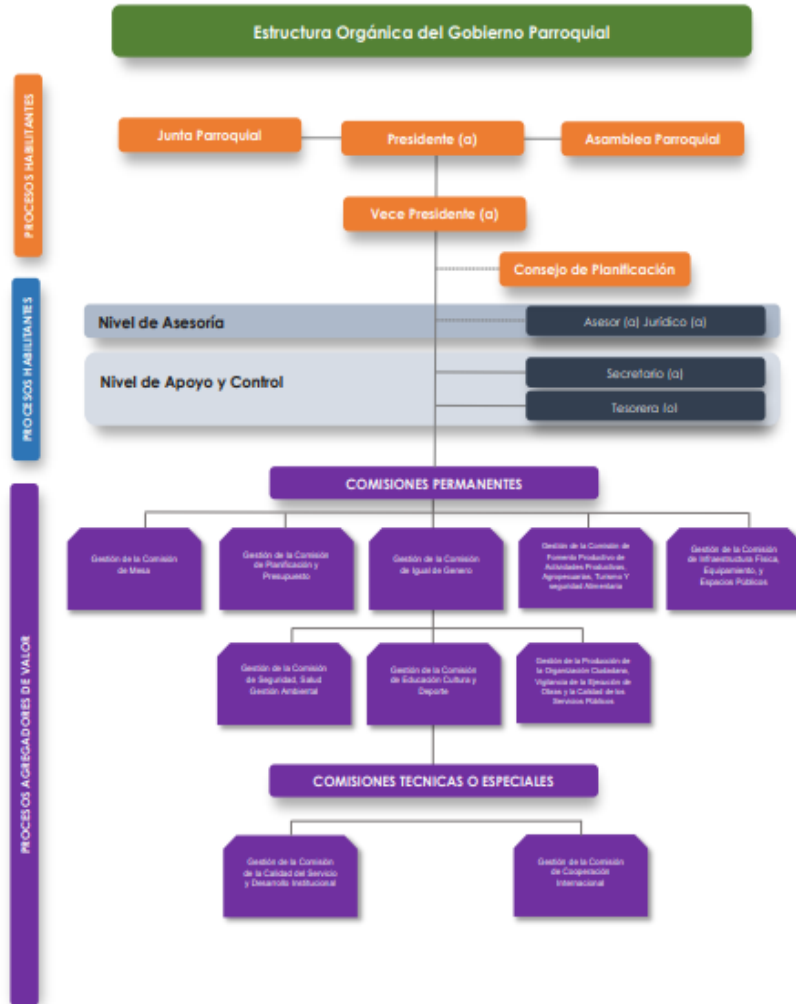 Estructura Orgánica del Gobierno Parroquial
PROCESOS HABILITANTES
Junta Parroquial
Presidente (a)
Asamblea Parroquial
Vece Presidente (a)
Consejo de Planificación
PROCESOS HABILITANTES
Nivel de Asesoría
Asesor (a) Jurídico (a)
Nivel de Apoyo y Control
Secretario (a)
Tesorera (o)
PROCESOS AGREGADORES DE VALOR
COMISIONES PERMANENTES
Gestión de la Comisión
de Mesa
Gestión de la Comisión
de Planificación y
Presupuesto
Gestión de la Comisión
de Igual de Genero
Gestión de la Comisión de
Fomento Productivo de
Actividades Productivas,
Agropecuarias, Turismo Y
seguridad Alimentaria
Gestión de la Comisión
de Infraestructura Física,
Equipamiento, y
Espacios Públicos
Gestión de la Comisión
de Seguridad, Salud
Gestión Ambiental
Gestión de la Comisión
de Educación Cultura y
Deporte
Gestión de la Producción de
la Organización Ciudadana,
Vigilancia de la Ejecución de
Obras y la Calidad de los
Servicios Públicos
COMISIONES TECNICAS O ESPECIALES
Gestión de la Comisión
de la Calidad del Servicio
y Desarrollo Institucional
Gestión de la Comisión
de Cooperación
Internacional